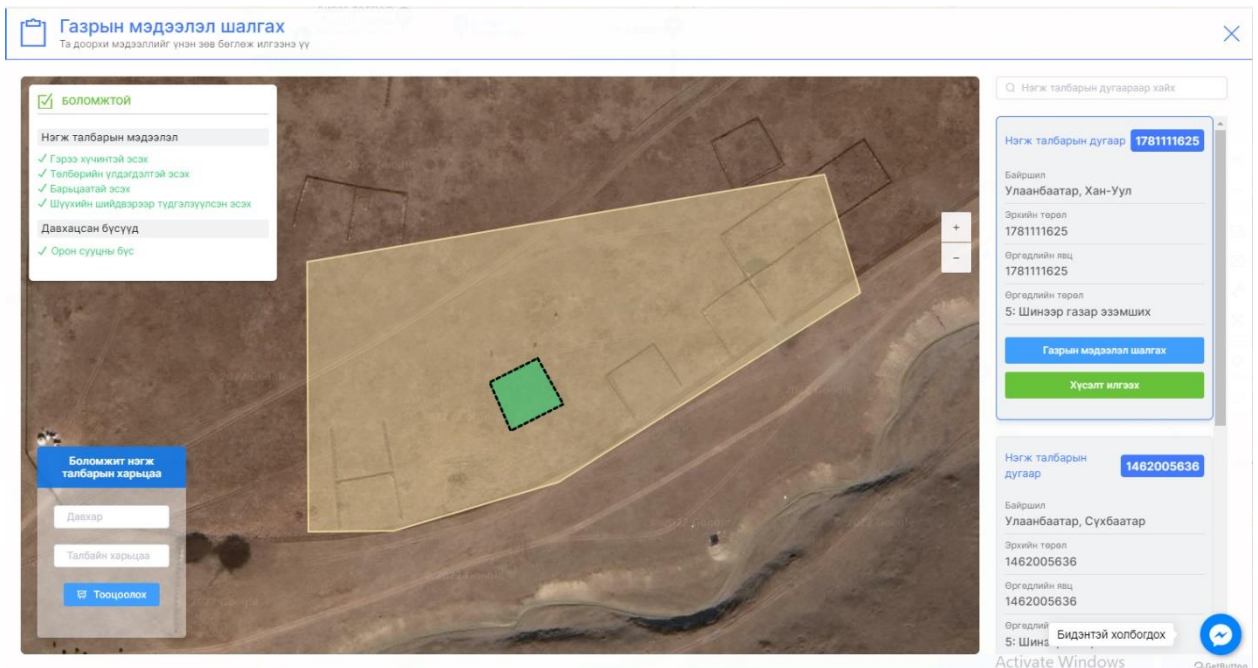 Газрын мэдээлэл шалгах
Та доорхи мэдээллийг үнэн зөв бөглөж илгээнэ үү
БОЛОМЖТОЙ
Нэгж талбарын мэдээлэл
Гэрээ хүчинтэй эсэх
Төлбөрийн үлдэгдэлтэй эсэх
Барьцаатай эсэх
Шүүхийн шийдвэрээр түдгэлзүүлсэн эсэх
Давхацсан бүсүүд
Орон сууцны бүс
+
−
Боломжит нэгж
талбарын харьцаа
Давхар
Талбайн харьцаа
Тооцоолох
Нэгж талбарын дугаараар хайх
Нэгж талбарын дугаар 1781111625
Байршил
Улаанбаатар, Хан-Уул
Эрхийн төрөл
1781111625
Өргөдлийн явц
1781111625
Өргөдлийн төрөл
5: Шинээр газар эзэмших
Газрын мэдээлэл шалгах
Хүсэлт илгээх
Нэгж талбарын
дугаар
1462005636
Байршил
Улаанбаатар, Сүхбаатар
Эрхийн төрөл
1462005636
Өргөдлийн явц
1462005636
5:
Бидэнтэй холбогдох
Activate Windows
GetButton